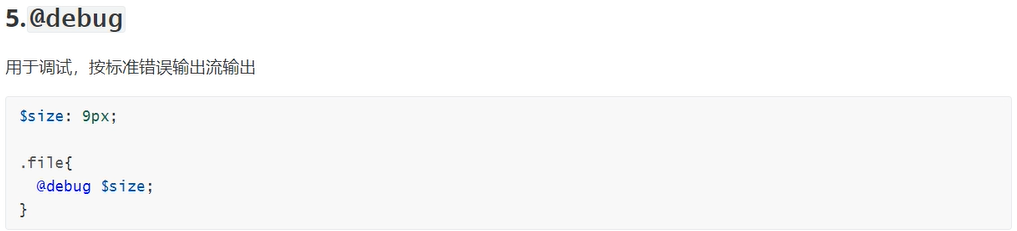 5.@debug
用于调试，按标准错误输出流输出
$size: 9px;
.file{
@debug $size;
}